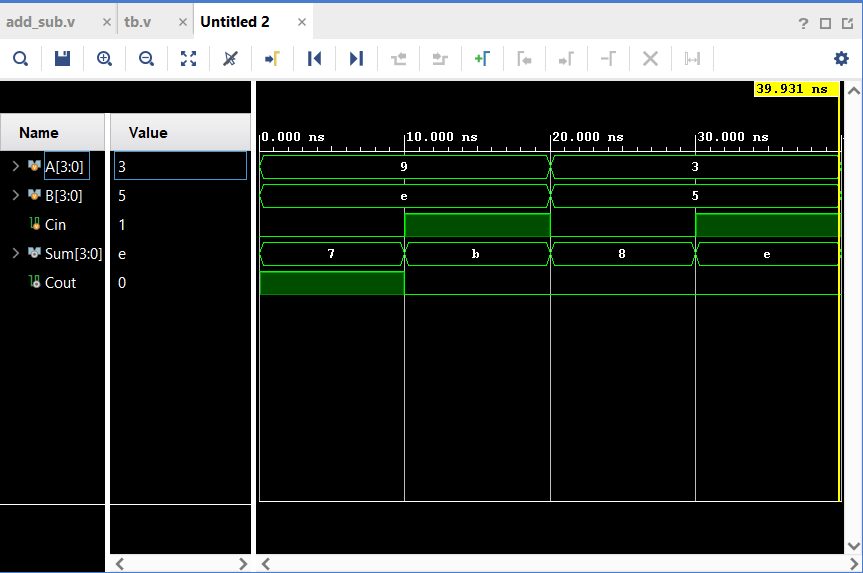 add_sub.v × tb.v × Untitled 2 ×
?
39.931 ns
Name Value
0.000 ns 10.000 ns 20.000 ns 30.000 ns
A[3:0] 3 9 3
B[3:0] 5 e 5
Cin 1
Sum[3:0] e 7 b 8 e
Cout 0